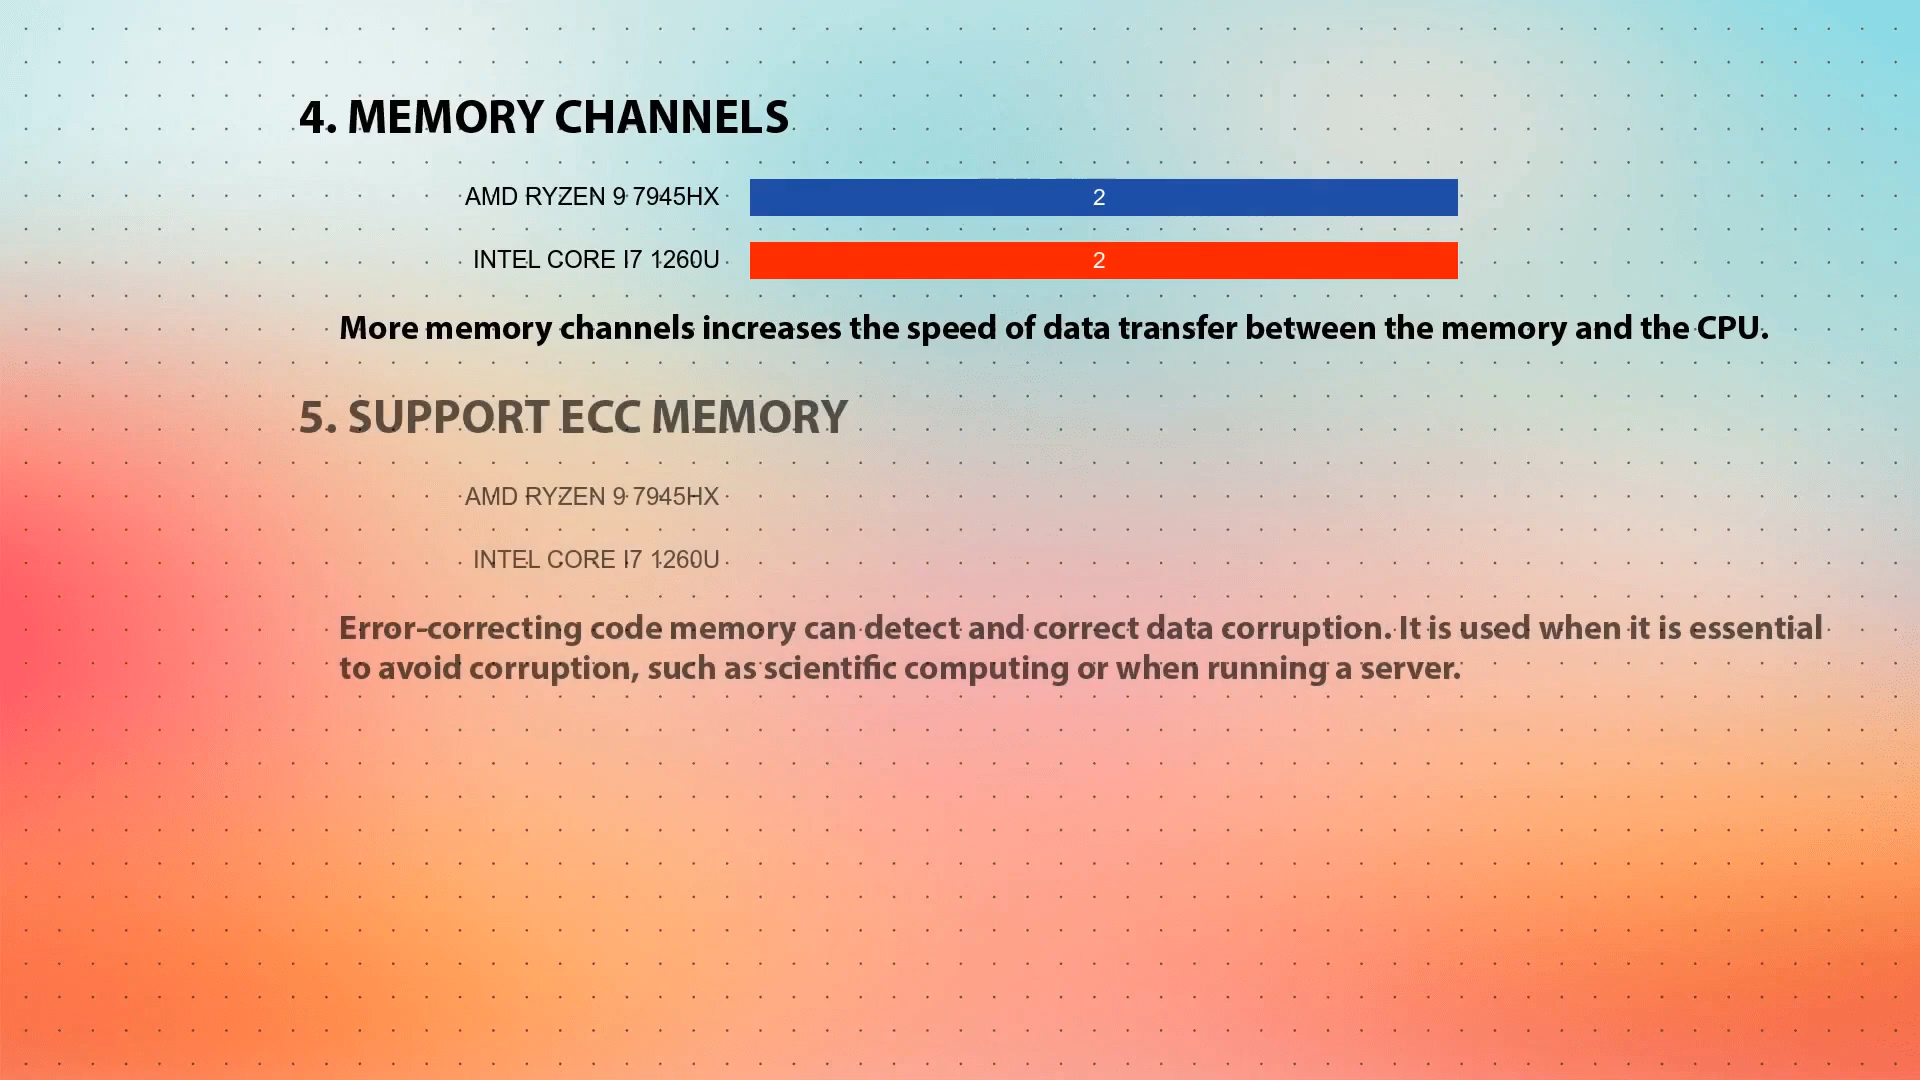 4. MEMORY CHANNELS
AMD RYZEN 9 7945HX
2
INTEL CORE I7 1260U
2
More memory channels increases the speed of data transfer between the memory and the CPU.
5. SUPPORT ECC MEMORY
AMD RYZEN 9 7945HX
INTEL CORE I7 1260U
Error-correcting code memory can detect and correct data corruption. It is used when it is essential
to avoid corruption, such as scientific computing or when running a server.